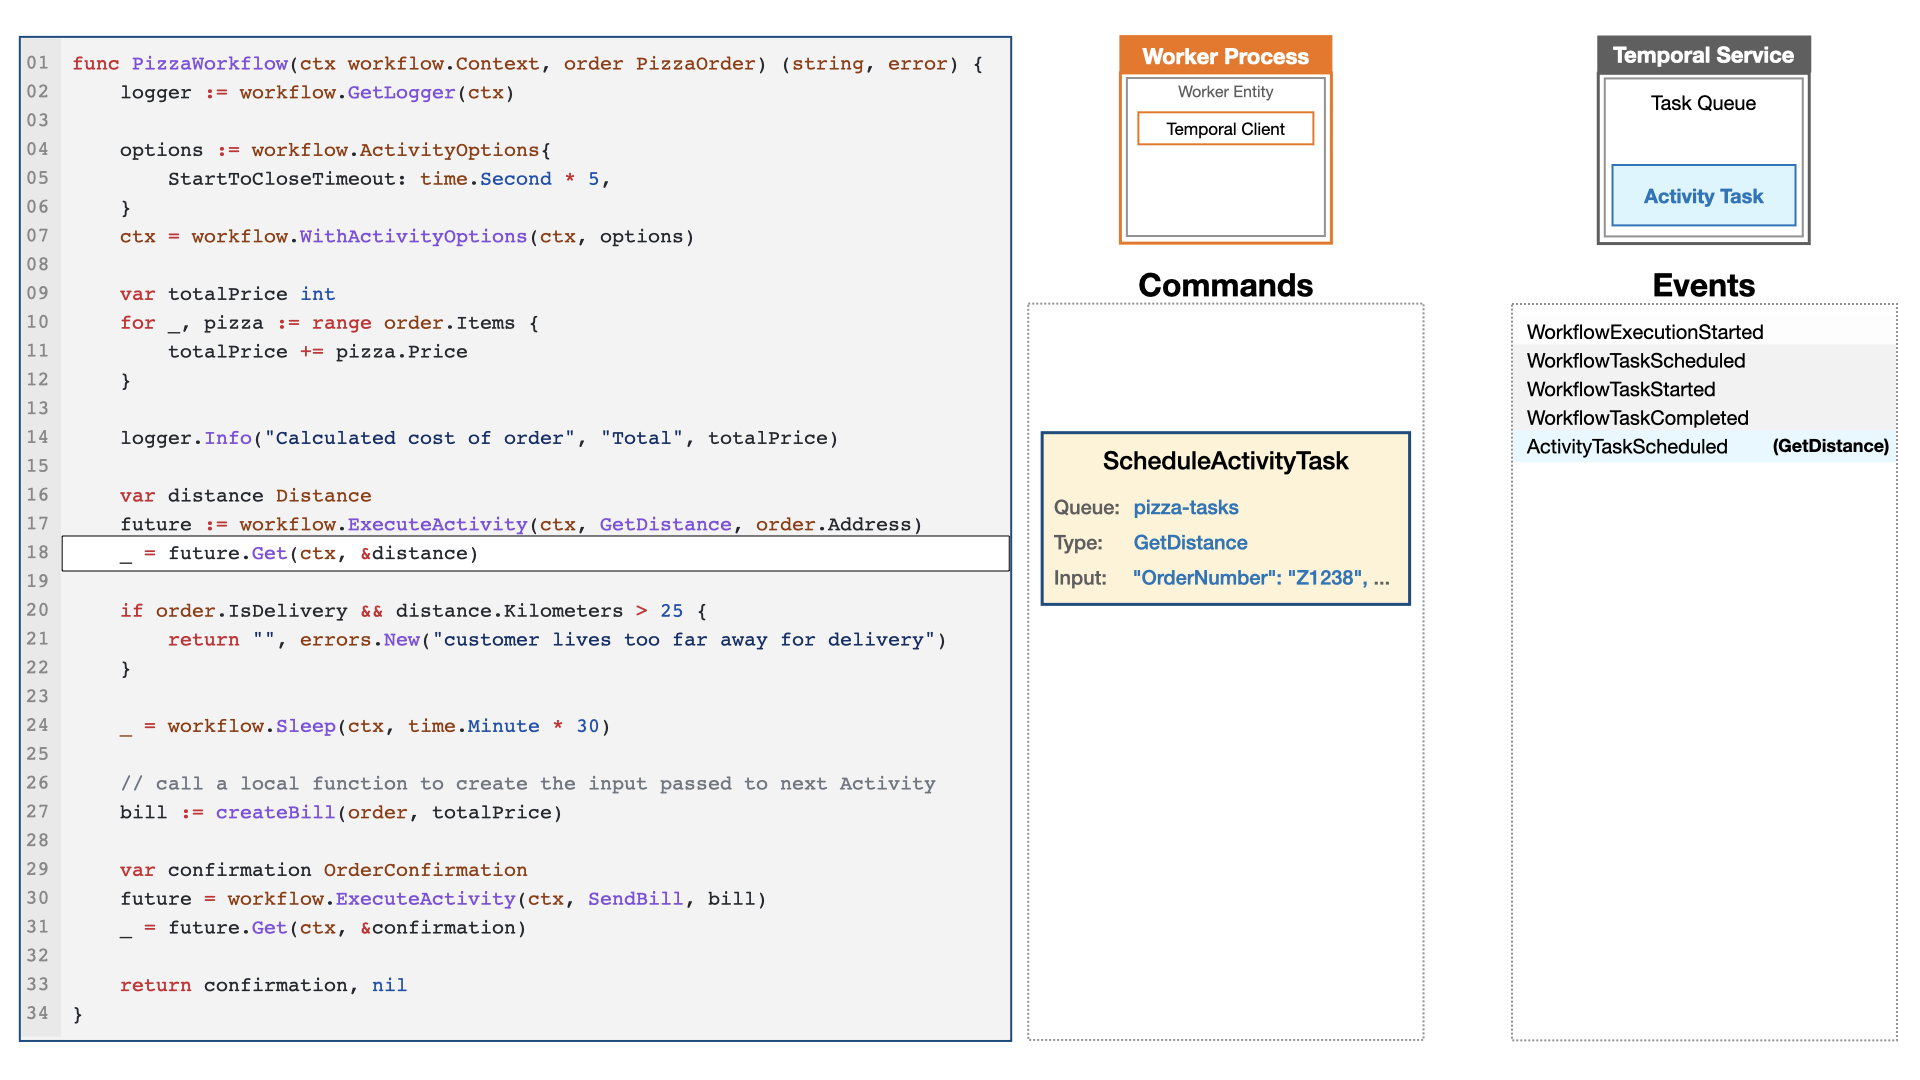 01 func PizzaWorkflow(ctx workflow.Context, order PizzaOrder) (string, error) {
02     logger := workflow.GetLogger(ctx)
03
04     options := workflow.ActivityOptions{
05         StartToCloseTimeout: time.Second * 5,
06     }
07     ctx = workflow.WithActivityOptions(ctx, options)
08
09     var totalPrice int
10     for _, pizza := range order.Items {
11         totalPrice += pizza.Price
12     }
13
14     logger.Info("Calculated cost of order", "Total", totalPrice)
15
16     var distance Distance
17     future := workflow.ExecuteActivity(ctx, GetDistance, order.Address)
18     _ = future.Get(ctx, &distance)
19
20     if order.IsDelivery && distance.Kilometers > 25 {
21         return "", errors.New("customer lives too far away for delivery")
22     }
23
24     _ = workflow.Sleep(ctx, time.Minute * 30)
25
26     // call a local function to create the input passed to next Activity
27     bill := createBill(order, totalPrice)
28
29     var confirmation OrderConfirmation
30     future = workflow.ExecuteActivity(ctx, SendBill, bill)
31     _ = future.Get(ctx, &confirmation)
32
33     return confirmation, nil
34 }
Worker Process
Worker Entity
Temporal Client
Temporal Service
Task Queue
Activity Task
Commands
ScheduleActivityTask
Queue: pizza-tasks
Type: GetDistance
Input: "OrderNumber": "Z1238", ...
Events
WorkflowExecutionStarted
WorkflowTaskScheduled
WorkflowTaskStarted
WorkflowTaskCompleted
ActivityTaskScheduled (GetDistance)